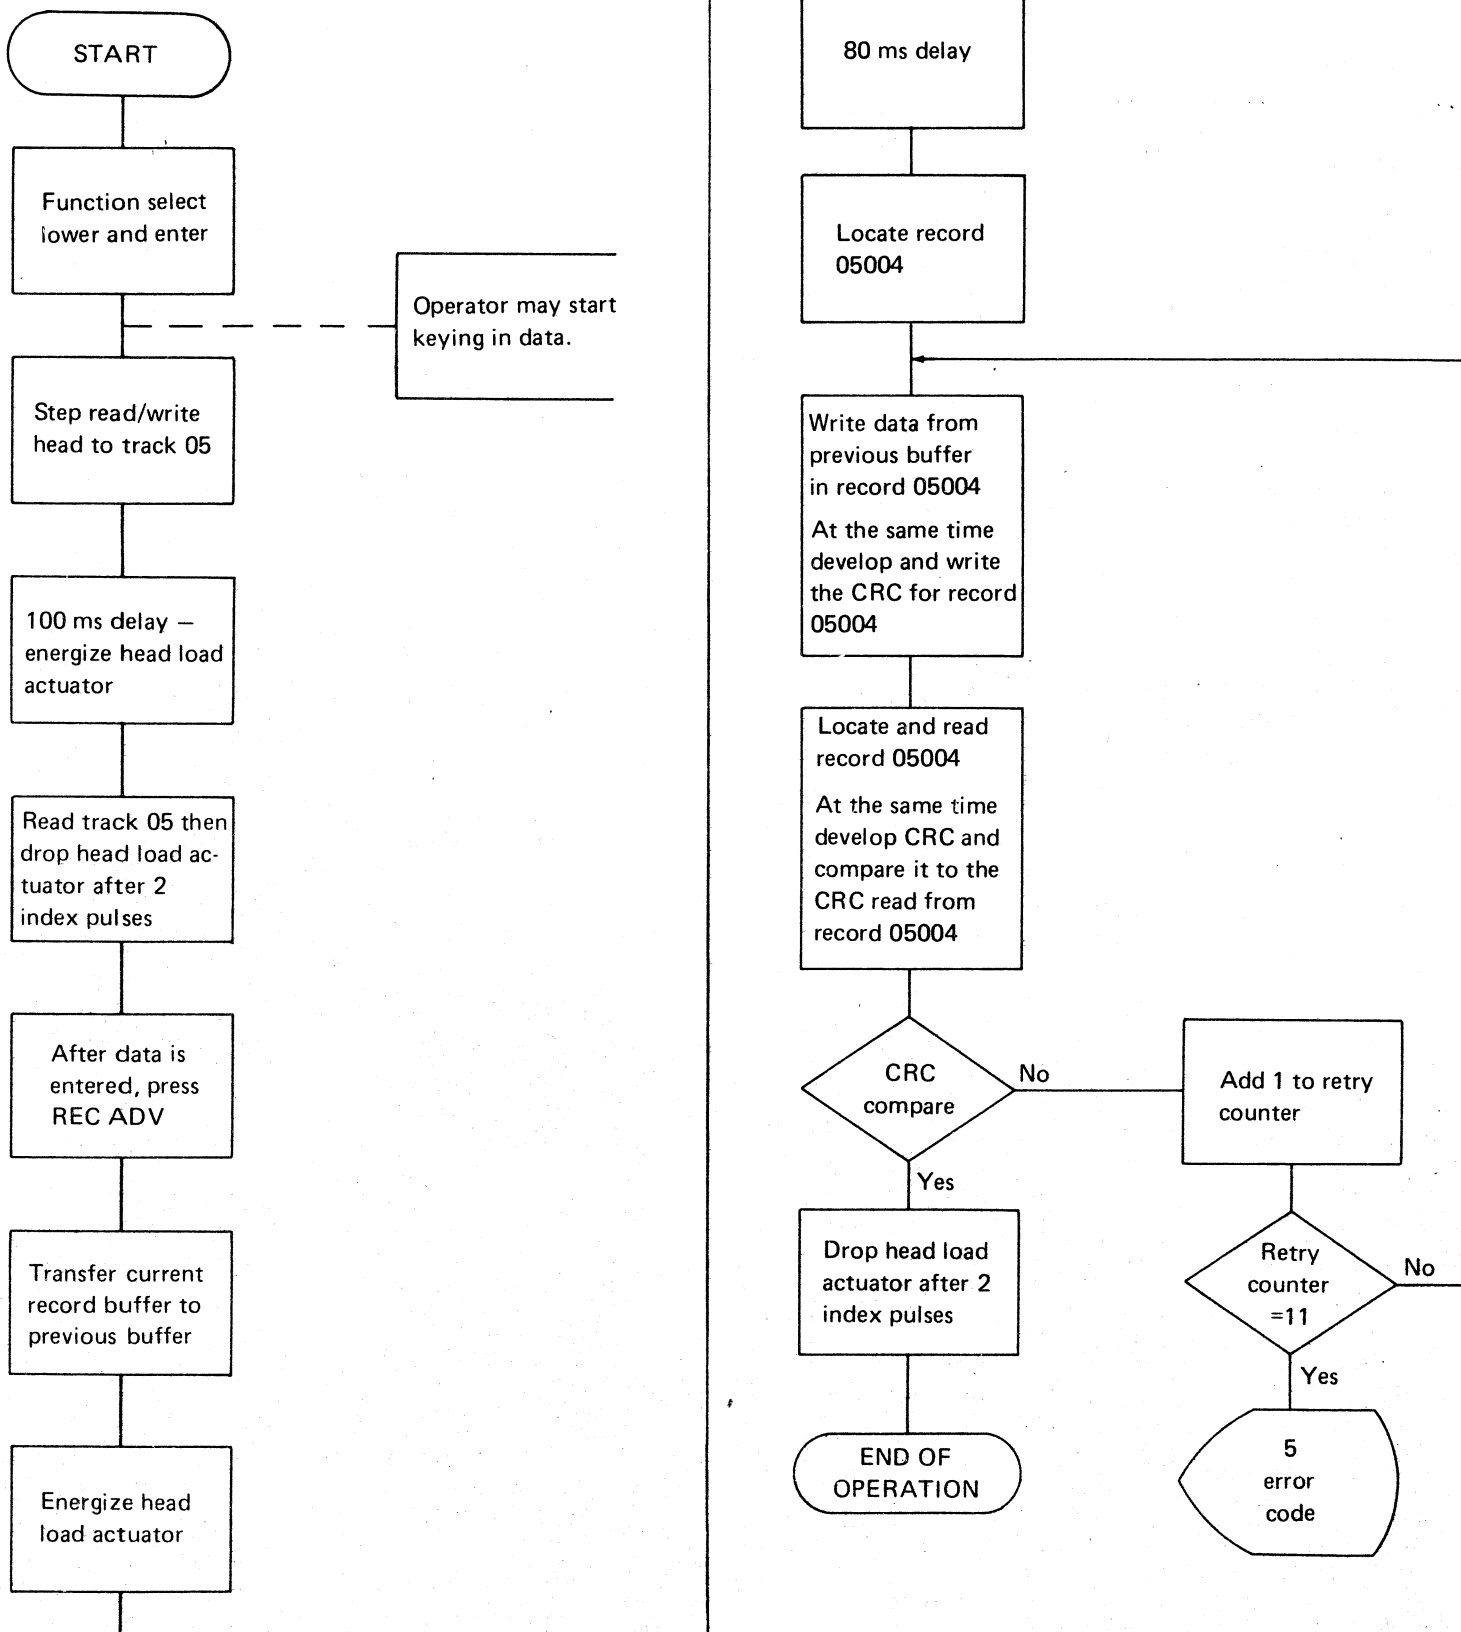 START
Function select
lower and enter
Operator may start
keying in data.
Step read/write
head to track 05
100 ms delay —
energize head load
actuator
Read track 05 then
drop head load ac-
tuator after 2
index pulses
After data is
entered, press
REC ADV
Transfer current
record buffer to
previous buffer
Energize head
load actuator
80 ms delay
Locate record
05004
Write data from
previous buffer
in record 05004
At the same time
develop and write
the CRC for record
05004
Locate and read
record 05004
At the same time
develop CRC and
compare it to the
CRC read from
record 05004
CRC
compare
No
Add 1 to retry
counter
Yes
Drop head load
actuator after 2
index pulses
Retry
counter
=11
No
Yes
END OF
OPERATION
5
error
code